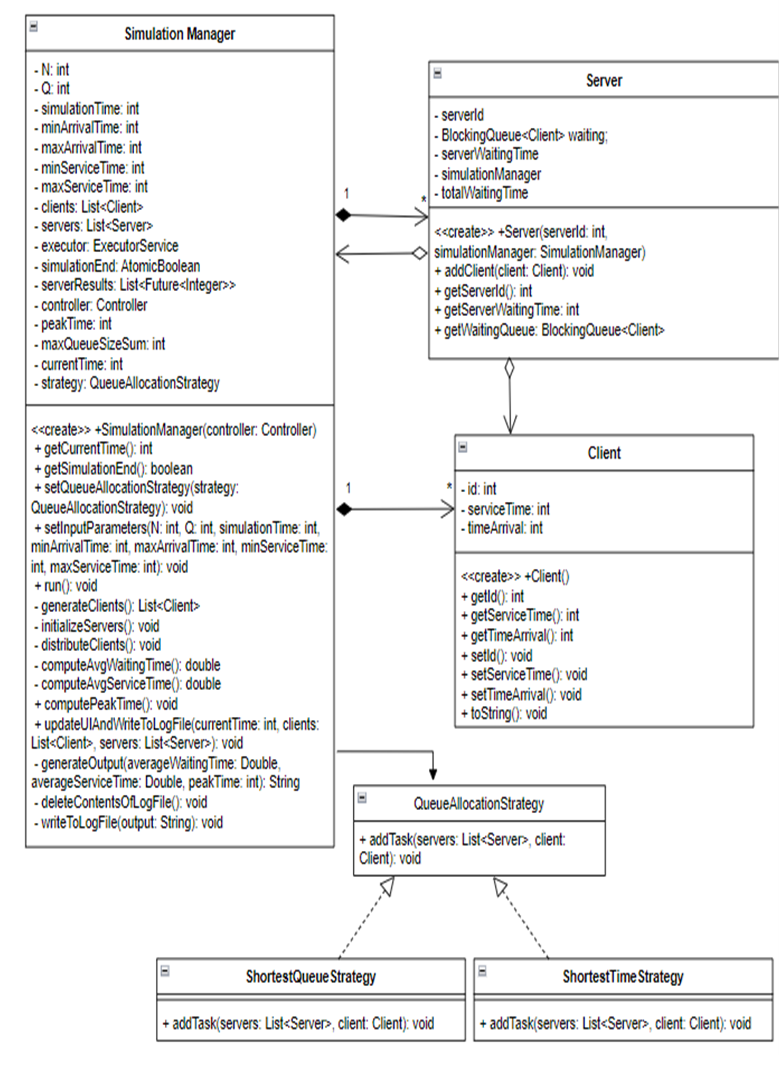 Simulation Manager
- N: int
- Q: int
- simulationTime: int
- minArrivalTime: int
- maxArrivalTime: int
- minServiceTime: int
- maxServiceTime: int
- clients: List<Client>
- servers: List<Server>
- executor: ExecutorService
- simulationEnd: AtomicBoolean
- serverResults: List<Future<Integer>>
- controller: Controller
- peakTime: int
- maxQueueSizeSum: int
- currentTime: int
- strategy: QueueAllocationStrategy
<<create>> +SimulationManager(controller: Controller)
+ getCurrentTime(): int
+ getSimulationEnd(): boolean
+ setQueueAllocationStrategy(strategy:
QueueAllocationStrategy): void
+ setInputParameters(N: int, Q: int, simulationTime: int,
minArrivalTime: int, maxArrivalTime: int, minServiceTime:
int, maxServiceTime: int): void
+ run(): void
- generateClients(): List<Client>
- initializeServers(): void
- distributeClients(): void
- computeAvgWaitingTime(): double
- computeAvgServiceTime(): double
+ computePeakTime(): void
+ updateUIAndWriteToLogFile(currentTime: int, clients:
List<Client>, servers: List<Server>): void
- generateOutput(averageWaitingTime: Double,
averageServiceTime: Double, peakTime: int): String
- deleteContentsOfLogFile(): void
- writeToLogFile(output: String): void
1
*
Server
- serverId
- BlockingQueue<Client> waiting;
- serverWaitingTime
- simulationManager
- totalWaitingTime
<<create>> +Server(serverId: int,
simulationManager: SimulationManager)
+ addClient(client: Client): void
+ getServerId(): int
+ getServerWaitingTime: int
+ getWaitingQueue: BlockingQueue<Client>
1
*
Client
- id: int
- serviceTime: int
- timeArrival: int
<<create>> +Client()
+ getId(): int
+ getServiceTime(): int
+ getTimeArrival(): int
+ setId(): void
+ setServiceTime(): void
+ setTimeArrival(): void
+ toString(): void
QueueAllocationStrategy
+ addTask(servers: List<Server>, client:
Client): void
ShortestQueueStrategy
+ addTask(servers: List<Server>, client: Client): void
ShortestTimeStrategy
+ addTask(servers: List<Server>, client: Client): void